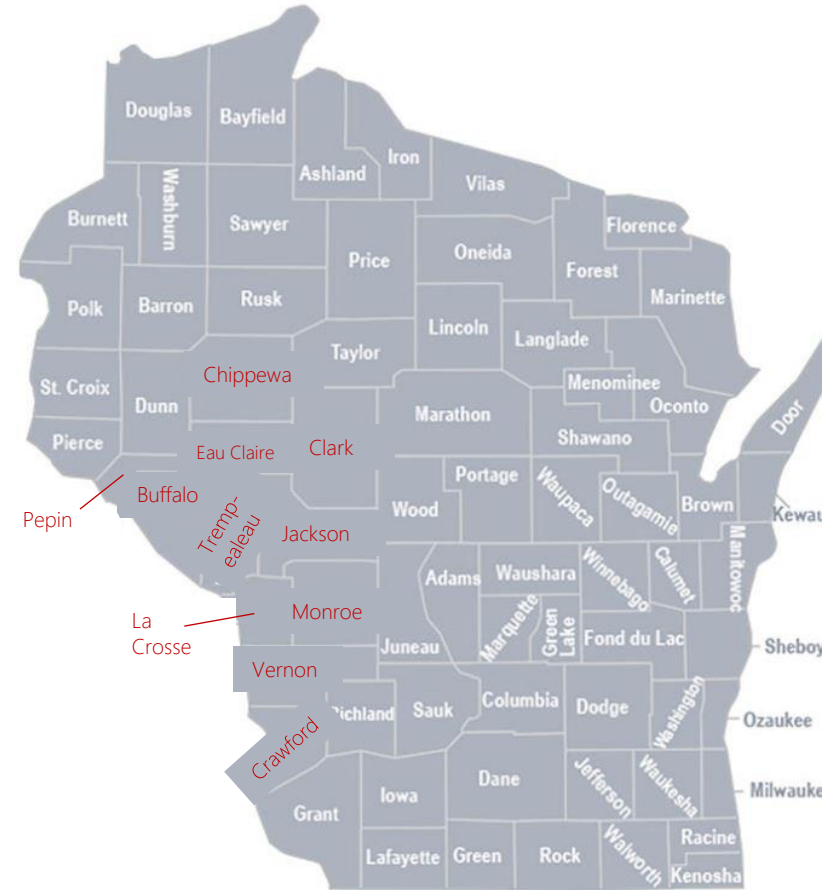 Douglas
Bayfield
Ashland
Iron
Vilas
Washburn
Burnett
Sawyer
Price
Oneida
Florence
Forest
Marinette
Polk
Barron
Rusk
Lincoln
Langlade
Taylor
Chippewa
St. Croix
Dunn
Menominee
Oconto
Door
Marathon
Shawano
Pierce
Eau Claire
Clark
Pepin
Buffalo
Tremp-
ealeau
Jackson
Wood
Portage
Waupaca
Outagamie
Brown
Kewau
Manitowoc
Adams
Waushara
Winnebago
Calumet
La
Crosse
Monroe
Juneau
Marquette
Green
Lake
Fond du Lac
Sheboy
Vernon
Crawford
Richland
Sauk
Columbia
Dodge
Washington
Ozaukee
Grant
Iowa
Dane
Jefferson
Waukesha
Milwauke
Lafayette
Green
Rock
Walworth
Racine
Kenosha